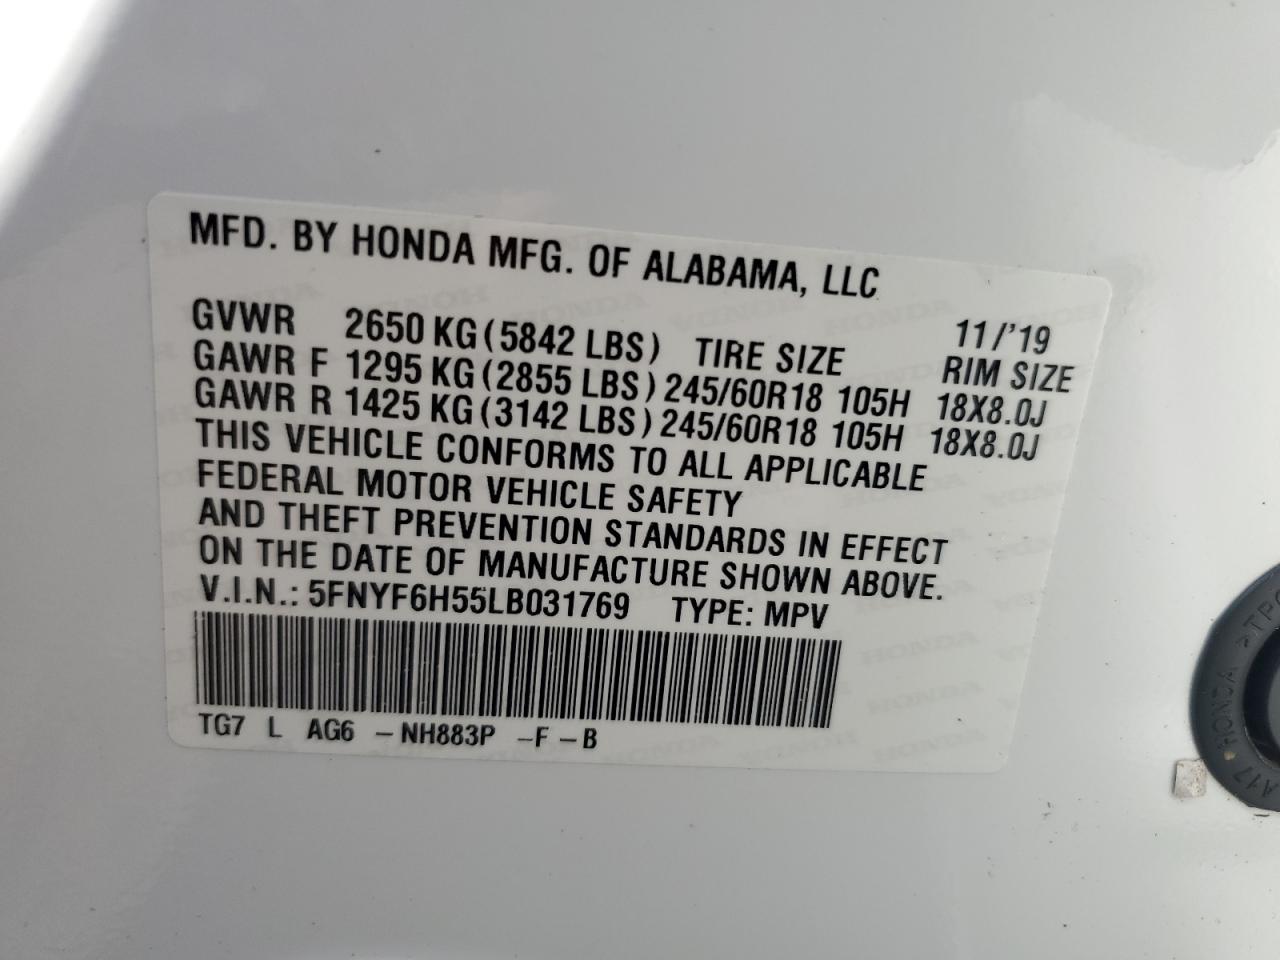 MFD. BY HONDA MFG. OF ALABAMA, LLC
GVWR 2650 KG (5842 LBS) TIRE SIZE 11/'19 RIM SIZE
GAWR F 1295 KG (2855 LBS) 245/60R18 105H 18X8.0J
GAWR R 1425 KG (3142 LBS) 245/60R18 105H 18X8.0J
THIS VEHICLE CONFORMS TO ALL APPLICABLE
FEDERAL MOTOR VEHICLE SAFETY
AND THEFT PREVENTION STANDARDS IN EFFECT
ON THE DATE OF MANUFACTURE SHOWN ABOVE.
V.I.N.: 5FNYF6H55LB031769 TYPE: MPV
TG7 L AG6 -NH883P -F-B
A17 HONDA